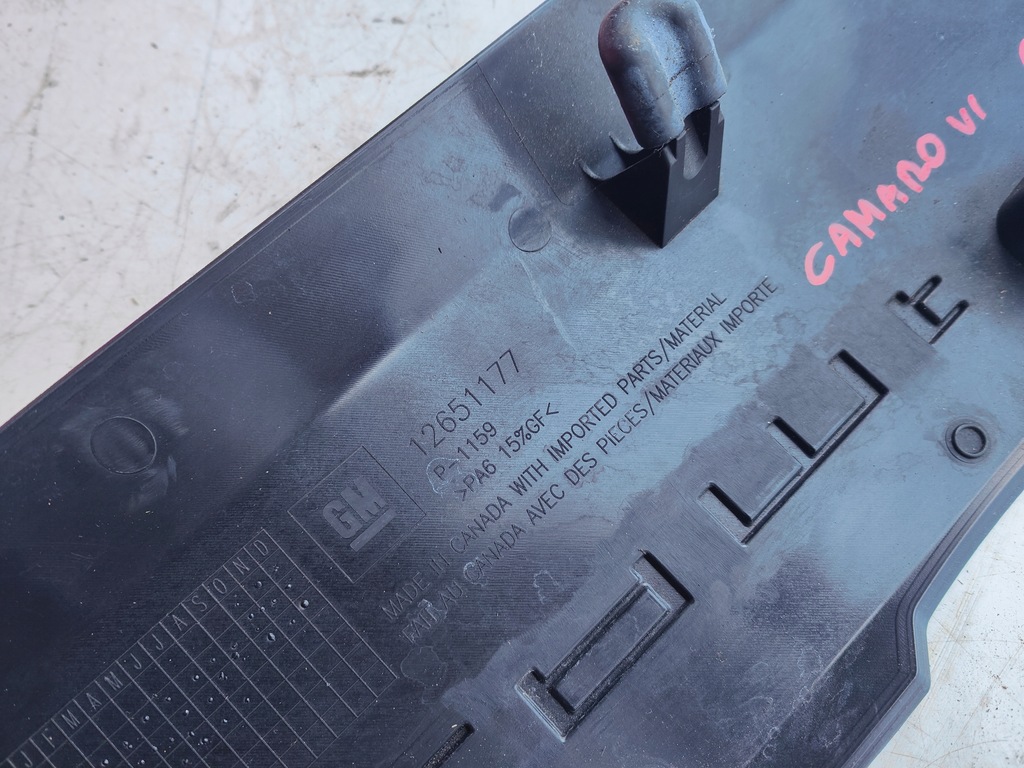 CAMARO VI
12651177
P-1159
>PA6 15%GF<
GM
MADE IN CANADA WITH IMPORTED PARTS/MATERIAL
FAIT AU CANADA AVEC DES PIECES/MATERIAUX IMPORTE
J F M A M J J A S O N D